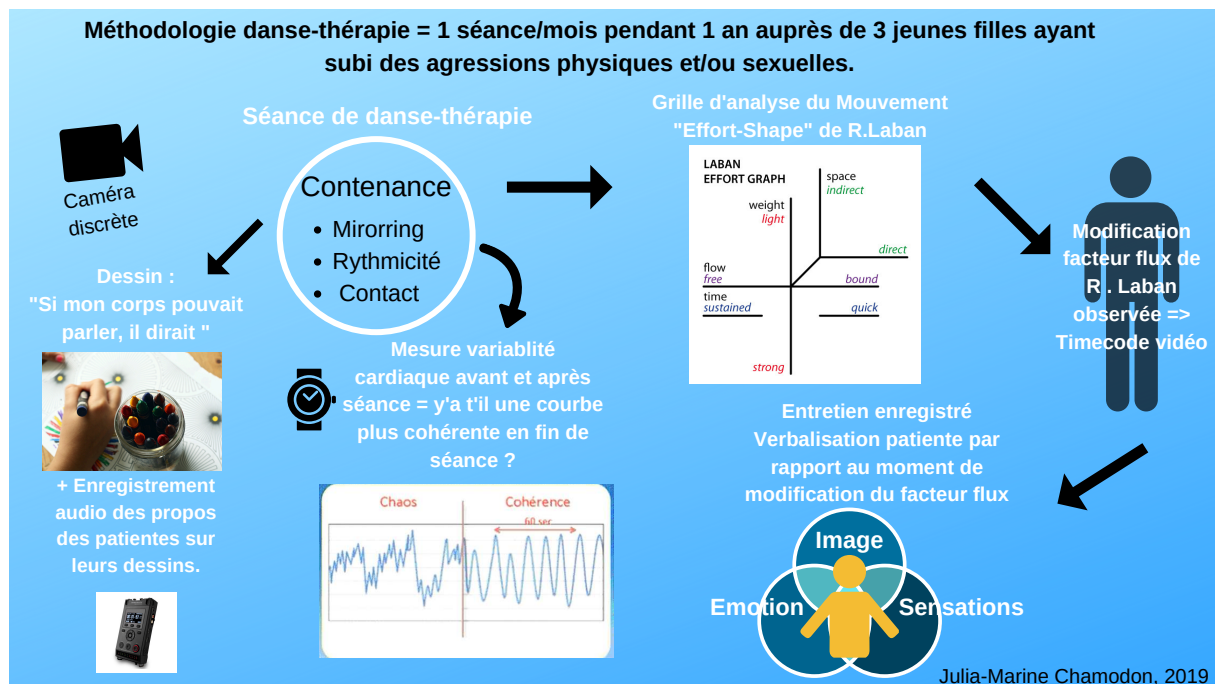 Méthodologie danse-thérapie = 1 séance/mois pendant 1 an auprès de 3 jeunes filles ayant
subi des agressions physiques et/ou sexuelles.
Caméra
discrète
Séance de danse-thérapie
Contenance
• Mirorring
• Rythmicité
• Contact
Dessin :
"Si mon corps pouvait
parler, il dirait "
+ Enregistrement
audio des propos
des patientes sur
leurs dessins.
Mesure variablité
cardiaque avant et après
séance = y'a t'il une courbe
plus cohérente en fin de
séance ?
Chaos
Cohérence
60 sec
Grille d'analyse du Mouvement
"Effort-Shape" de R.Laban
LABAN
EFFORT GRAPH
space
indirect
weight
light
direct
flow
free
bound
time
sustained
quick
strong
Modification
facteur flux de
R . Laban
observée =>
Timecode vidéo
Entretien enregistré
Verbalisation patiente par
rapport au moment de
modification du facteur flux
Image
Emotion
Sensations
Julia-Marine Chamodon, 2019